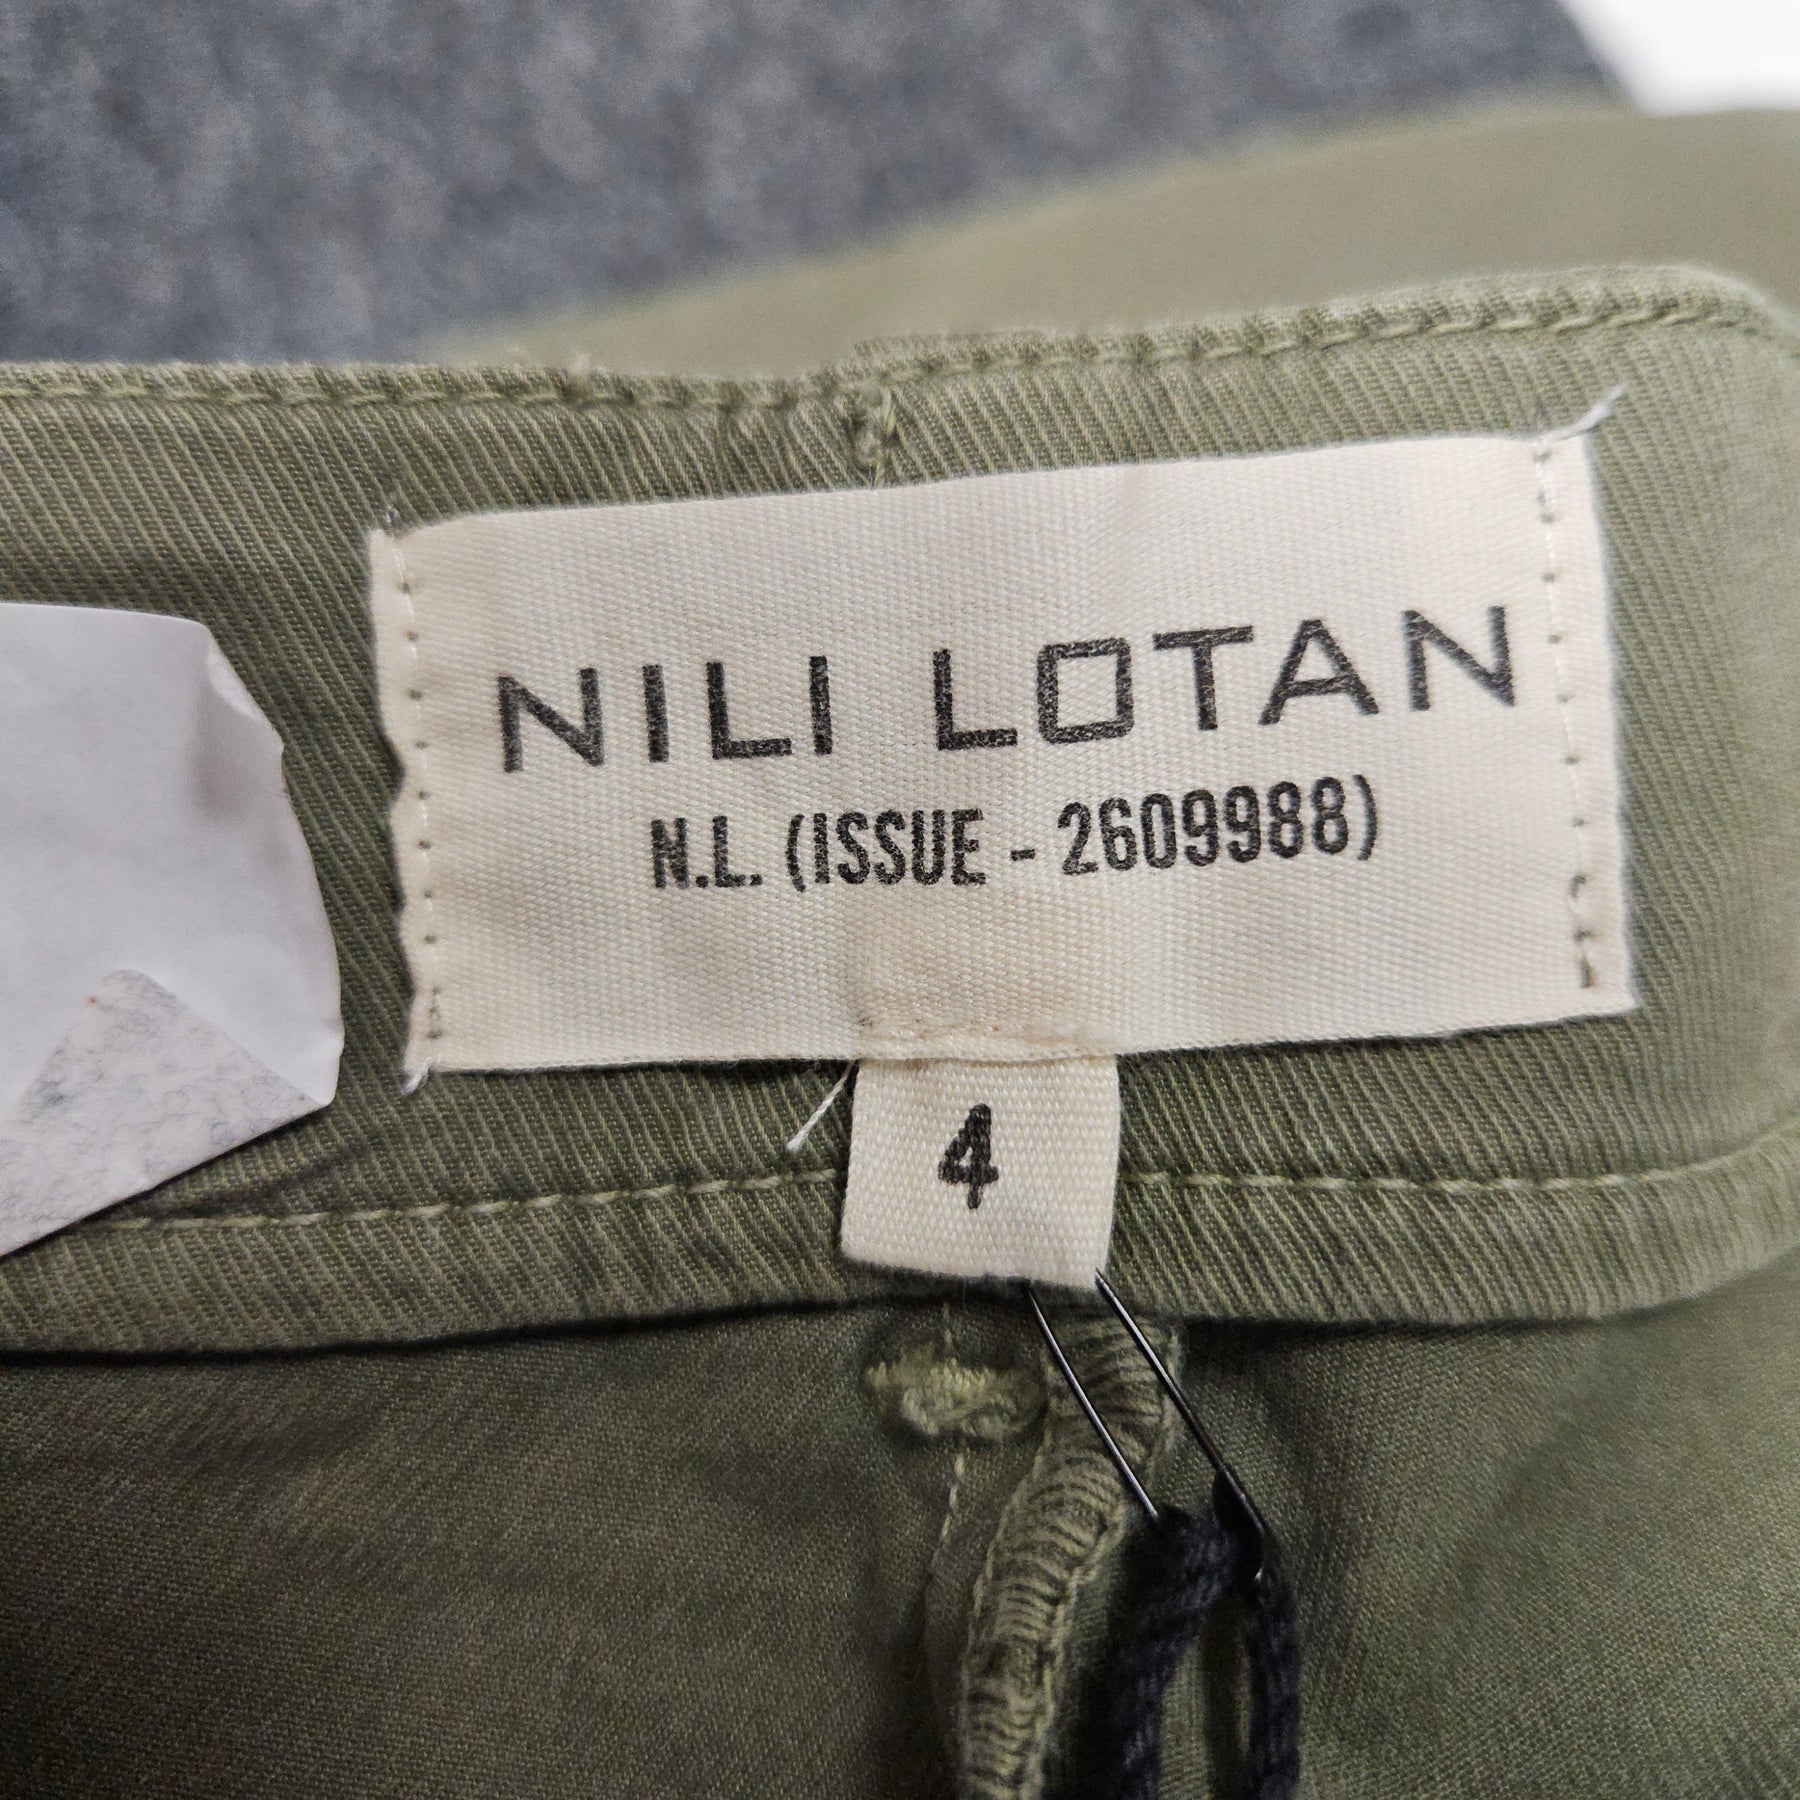 NILI LOTAN
N.L. (ISSUE - 2609988)
4